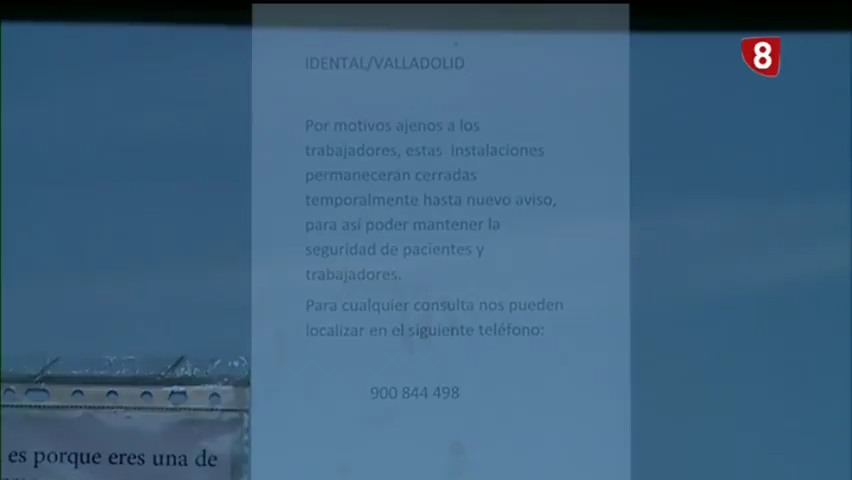 8
IDENTAL/VALLADOLID
Por motivos ajenos a los
trabajadores, estas instalaciones
permaneceran cerradas
temporalmente hasta nuevo aviso,
para así poder mantener la
seguridad de pacientes y
trabajadores.
Para cualquier consulta nos pueden
localizar en el siguiente teléfono:
900 844 498
es porque eres una de